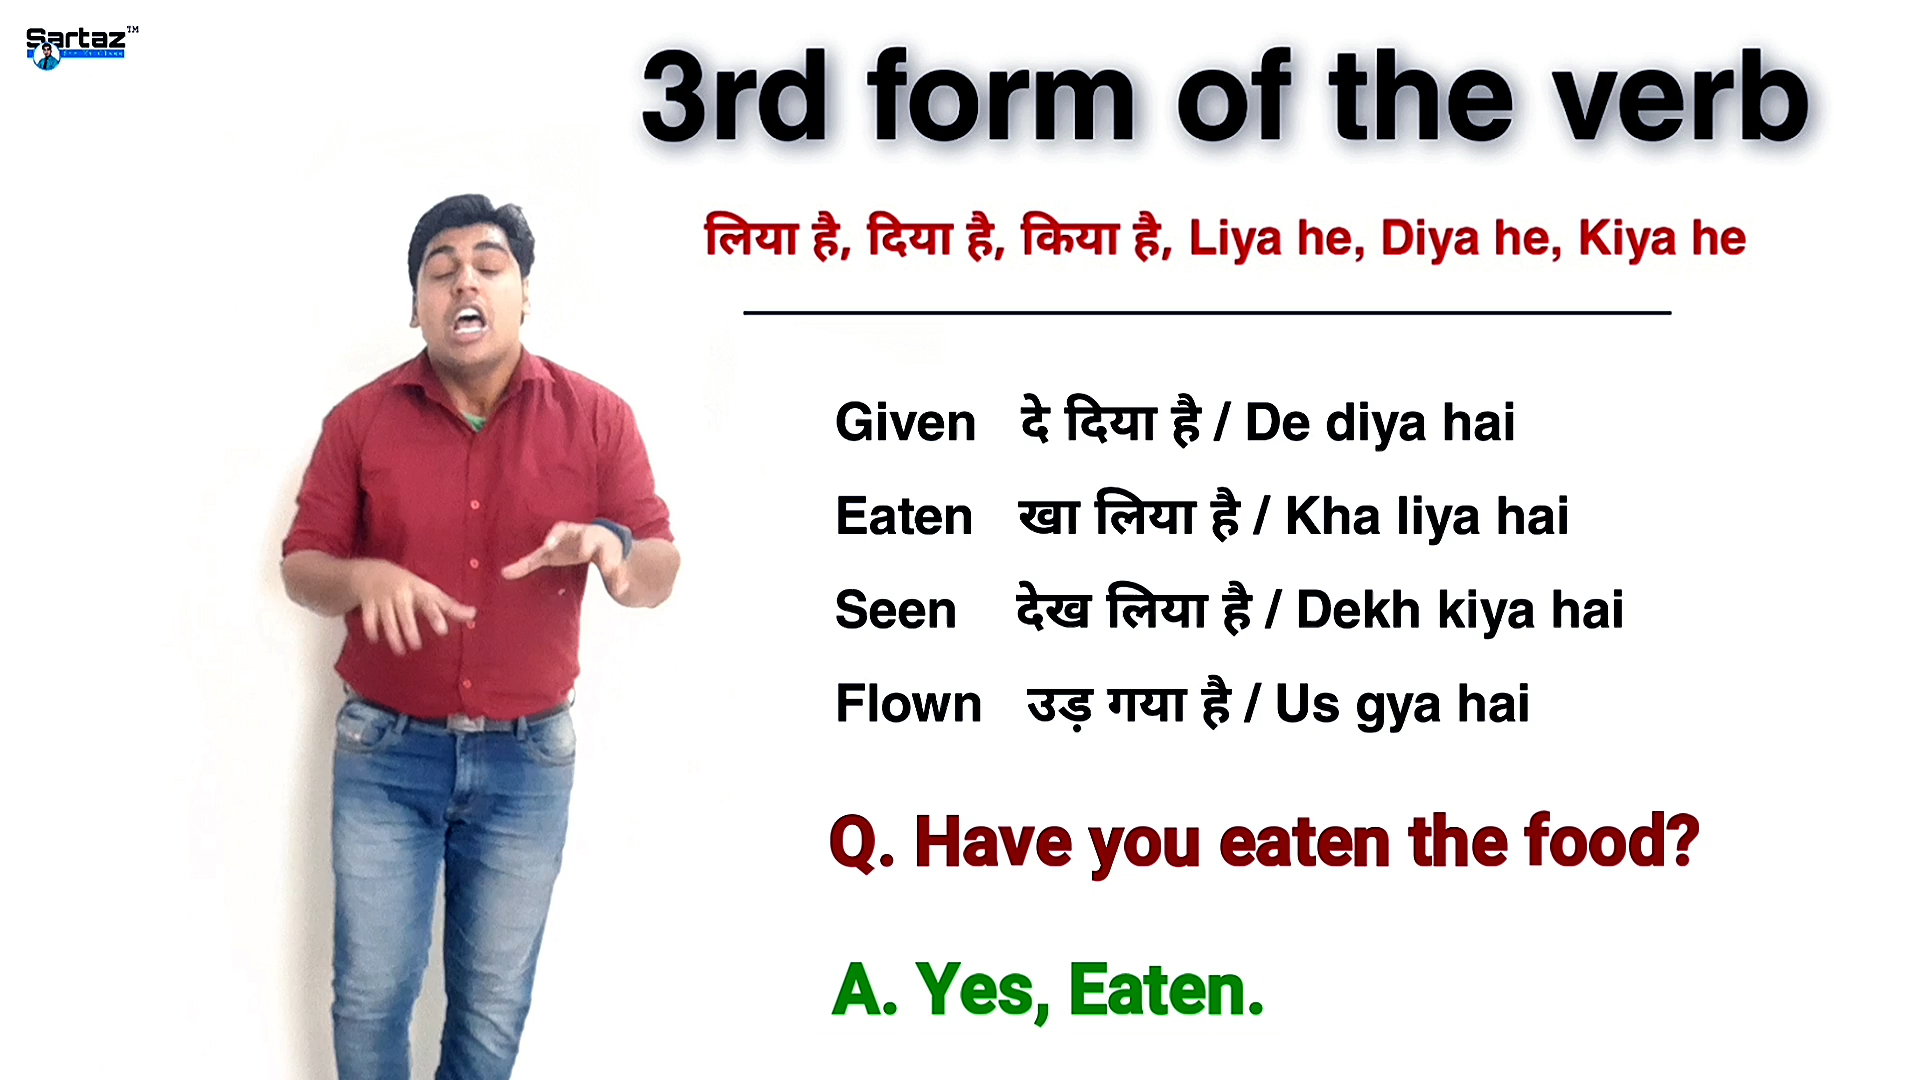 Sartaz™
3rd form of the verb
लिया है, दिया है, किया है, Liya he, Diya he, Kiya he
Given दे दिया है / De diya hai
Eaten खा लिया है / Kha liya hai
Seen देख लिया है / Dekh kiya hai
Flown उड़ गया है / Us gya hai
Q. Have you eaten the food?
A. Yes, Eaten.